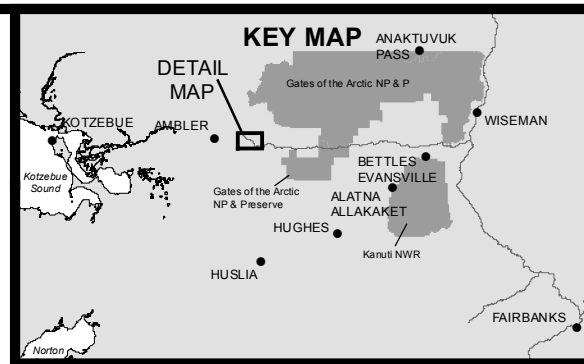 KEY MAP
ANAKTUVUK
PASS
DETAIL
MAP
Gates of the Arctic NP & P
KOTZEBUE
AMBLER
WISEMAN
Kotzebue
Sound
BETTLES
EVANSVILLE
Gates of the Arctic
NP & Preserve
ALATNA
ALLAKAKET
HUGHES
Kanuti NWR
HUSLIA
FAIRBANKS
Norton